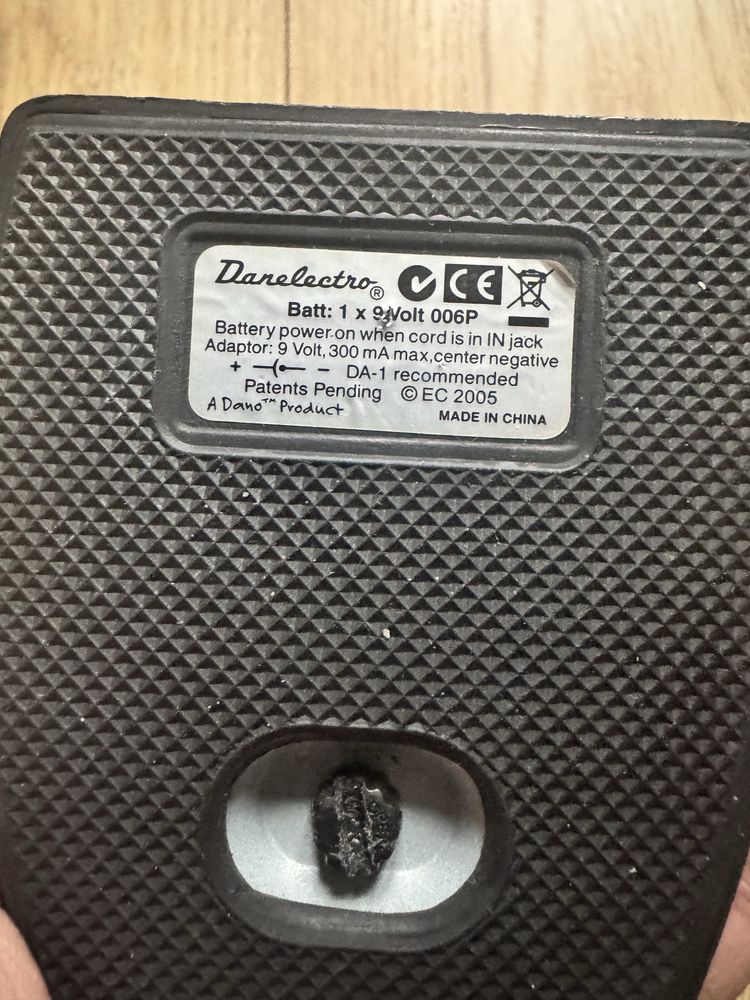 Danelectro® CE
Batt: 1 x 9 Volt 006P
Battery power on when cord is in IN jack
Adaptor: 9 Volt, 300 mA max, center negative
+ − DA-1 recommended
Patents Pending © EC 2005
A Dano™ Product MADE IN CHINA